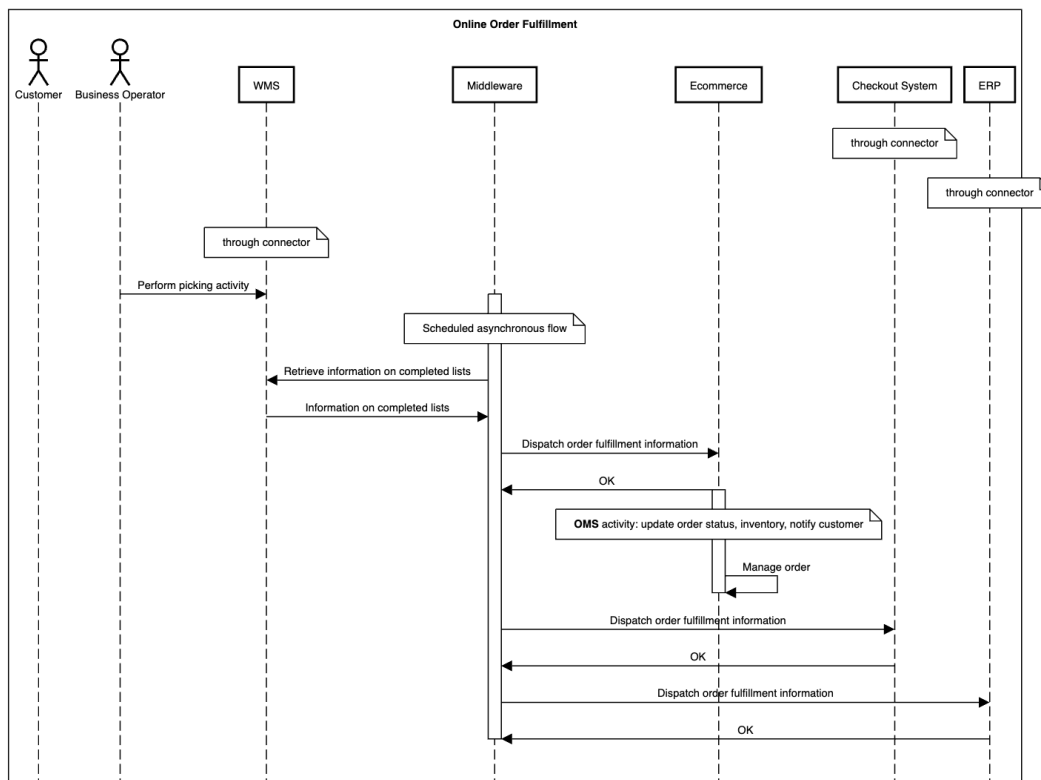 Online Order Fulfillment
Customer
Business Operator
WMS
Middleware
Ecommerce
Checkout System
ERP
through connector
through connector
through connector
Perform picking activity
Scheduled asynchronous flow
Retrieve information on completed lists
Information on completed lists
Dispatch order fulfillment information
OK
OMS activity: update order status, inventory, notify customer
Manage order
Dispatch order fulfillment information
OK
Dispatch order fulfillment information
OK